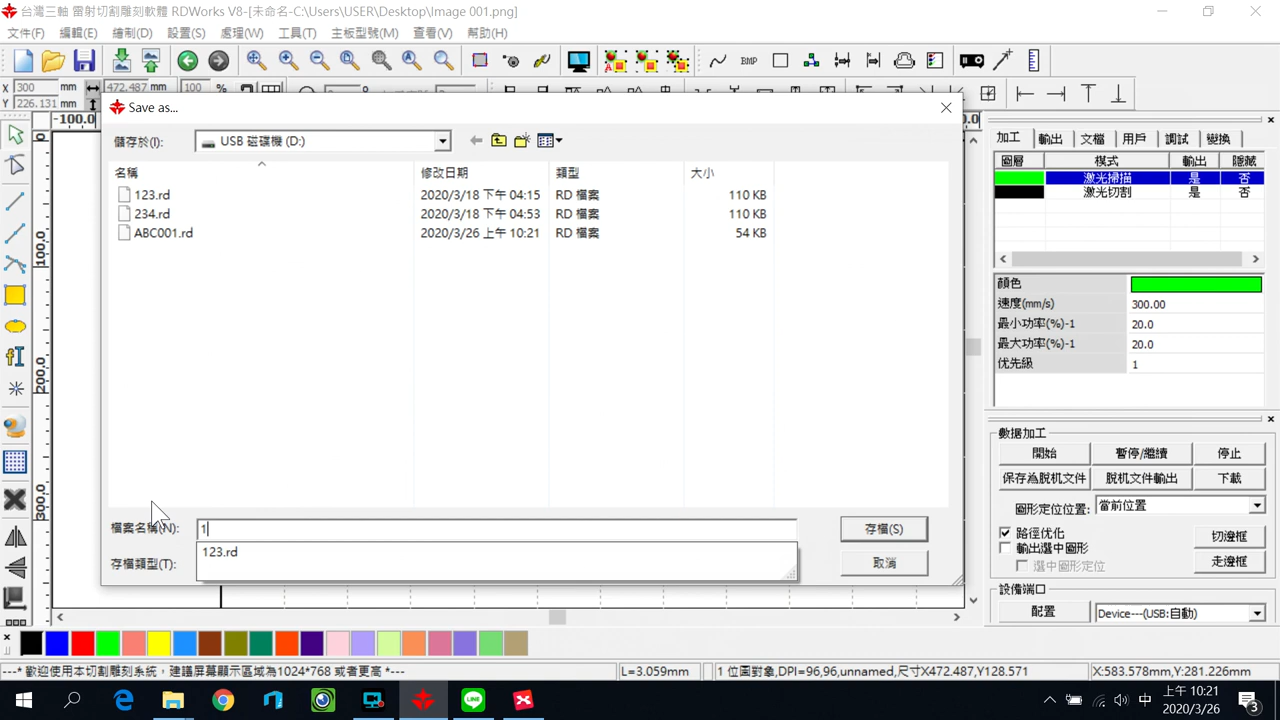 台灣三軸 雷射切割雕刻軟體 RDWorks V8-[未命名-C:\Users\USER\Desktop\Image 001.png]
文件(F) 編輯(E) 繪制(D) 設置(S) 處理(W) 工具(T) 主板型號(M) 查看(V) 幫助(H)
BMP
X 300 mm 472.487 mm 100 %
Y 226.131 mm
-100.0
Save as...
儲存於(I): USB 磁碟機 (D:)
名稱 修改日期 類型 大小
123.rd 2020/3/18 下午 04:15 RD 檔案 110 KB
234.rd 2020/3/18 下午 04:53 RD 檔案 110 KB
ABC001.rd 2020/3/26 上午 10:21 RD 檔案 54 KB
檔案名稱(N): 1 存檔(S)
123.rd
存檔類型(T): 取消
0
100.0
200.0
300.0
加工 輸出 文檔 用戶 調試 變換
圖層 模式 輸出 隱藏
激光掃描 是 否
激光切割 是 否
顏色
速度(mm/s) 300.00
最小功率(%)-1 20.0
最大功率(%)-1 20.0
优先級 1
數據加工
開始 暫停/繼續 停止
保存為脫机文件 脫机文件輸出 下載
圖形定位位置: 當前位置
路徑优化 切邊框
輸出選中圖形
選中圖形定位 走邊框
設備端口
配置 Device---(USB:自動)
---* 歡迎使用本切割雕刻系統，建議屏幕顯示區域為1024*768 或者更高 *--- L=3.059mm 1 位圖對象,DPI=96,96,unnamed,尺寸X472.487,Y128.571 X:583.578mm,Y:281.226mm
中 上午 10:21
2020/3/26
3